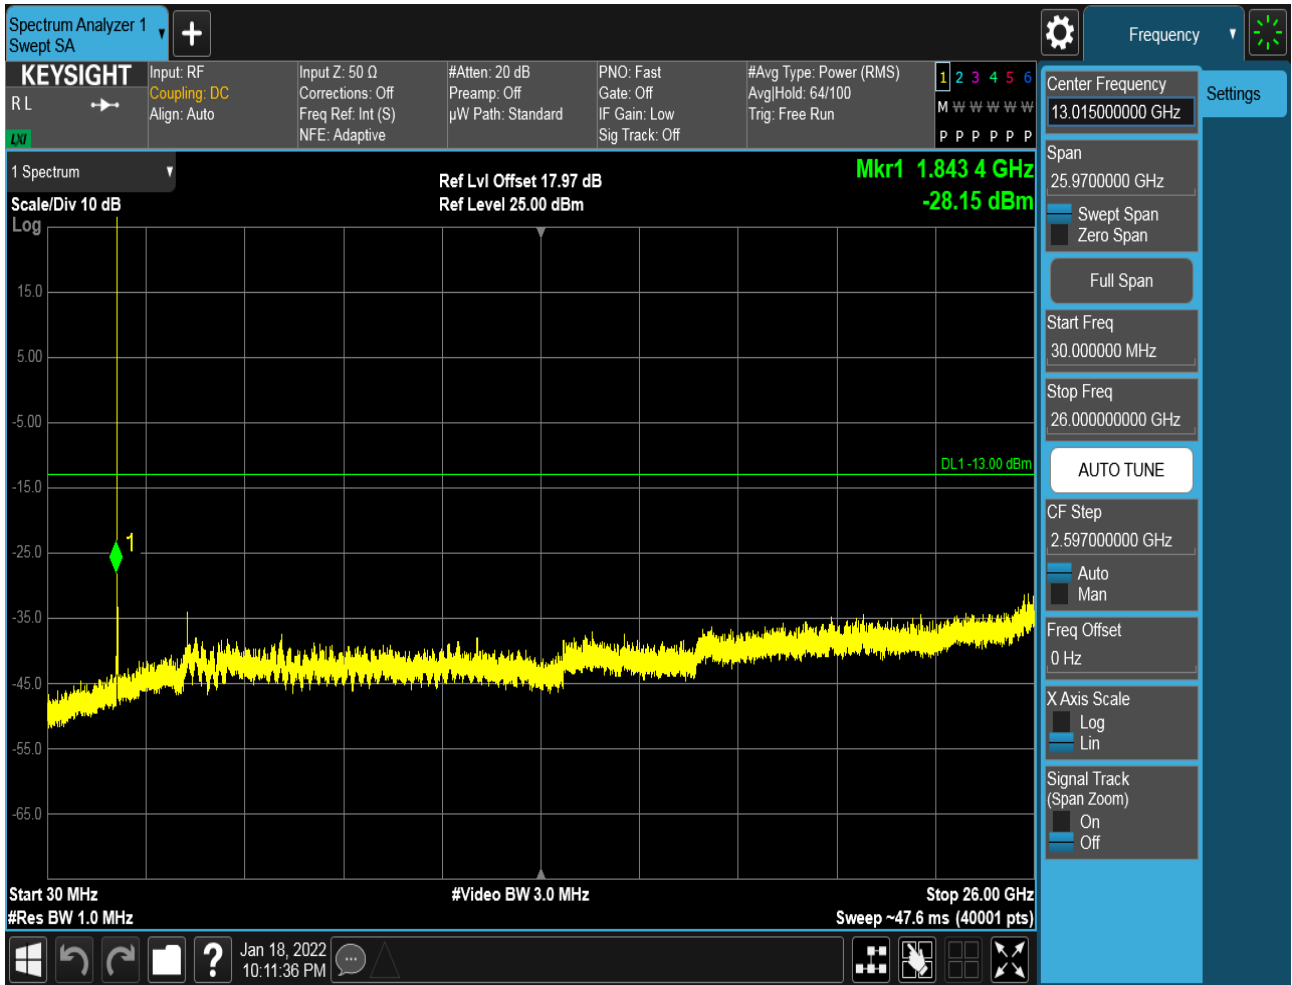 Spectrum Analyzer 1
Swept SA
Frequency
KEYSIGHT
R L
LXI
Input: RF
Coupling: DC
Align: Auto
Input Z: 50 Ω
Corrections: Off
Freq Ref: Int (S)
NFE: Adaptive
#Atten: 20 dB
Preamp: Off
µW Path: Standard
PNO: Fast
Gate: Off
IF Gain: Low
Sig Track: Off
#Avg Type: Power (RMS)
Avg|Hold: 64/100
Trig: Free Run
1 2 3 4 5 6
M W W W W W
P P P P P P
1 Spectrum
Scale/Div 10 dB
Log
Ref Lvl Offset 17.97 dB
Ref Level 25.00 dBm
Mkr1 1.843 4 GHz
-28.15 dBm
15.0
5.00
-5.00
DL1 -13.00 dBm
-15.0
1
-25.0
-35.0
-45.0
-55.0
-65.0
Start 30 MHz
#Res BW 1.0 MHz
#Video BW 3.0 MHz
Stop 26.00 GHz
Sweep ~47.6 ms (40001 pts)
Jan 18, 2022
10:11:36 PM
Center Frequency
13.015000000 GHz
Settings
Span
25.9700000 GHz
Swept Span
Zero Span
Full Span
Start Freq
30.000000 MHz
Stop Freq
26.000000000 GHz
AUTO TUNE
CF Step
2.597000000 GHz
Auto
Man
Freq Offset
0 Hz
X Axis Scale
Log
Lin
Signal Track
(Span Zoom)
On
Off